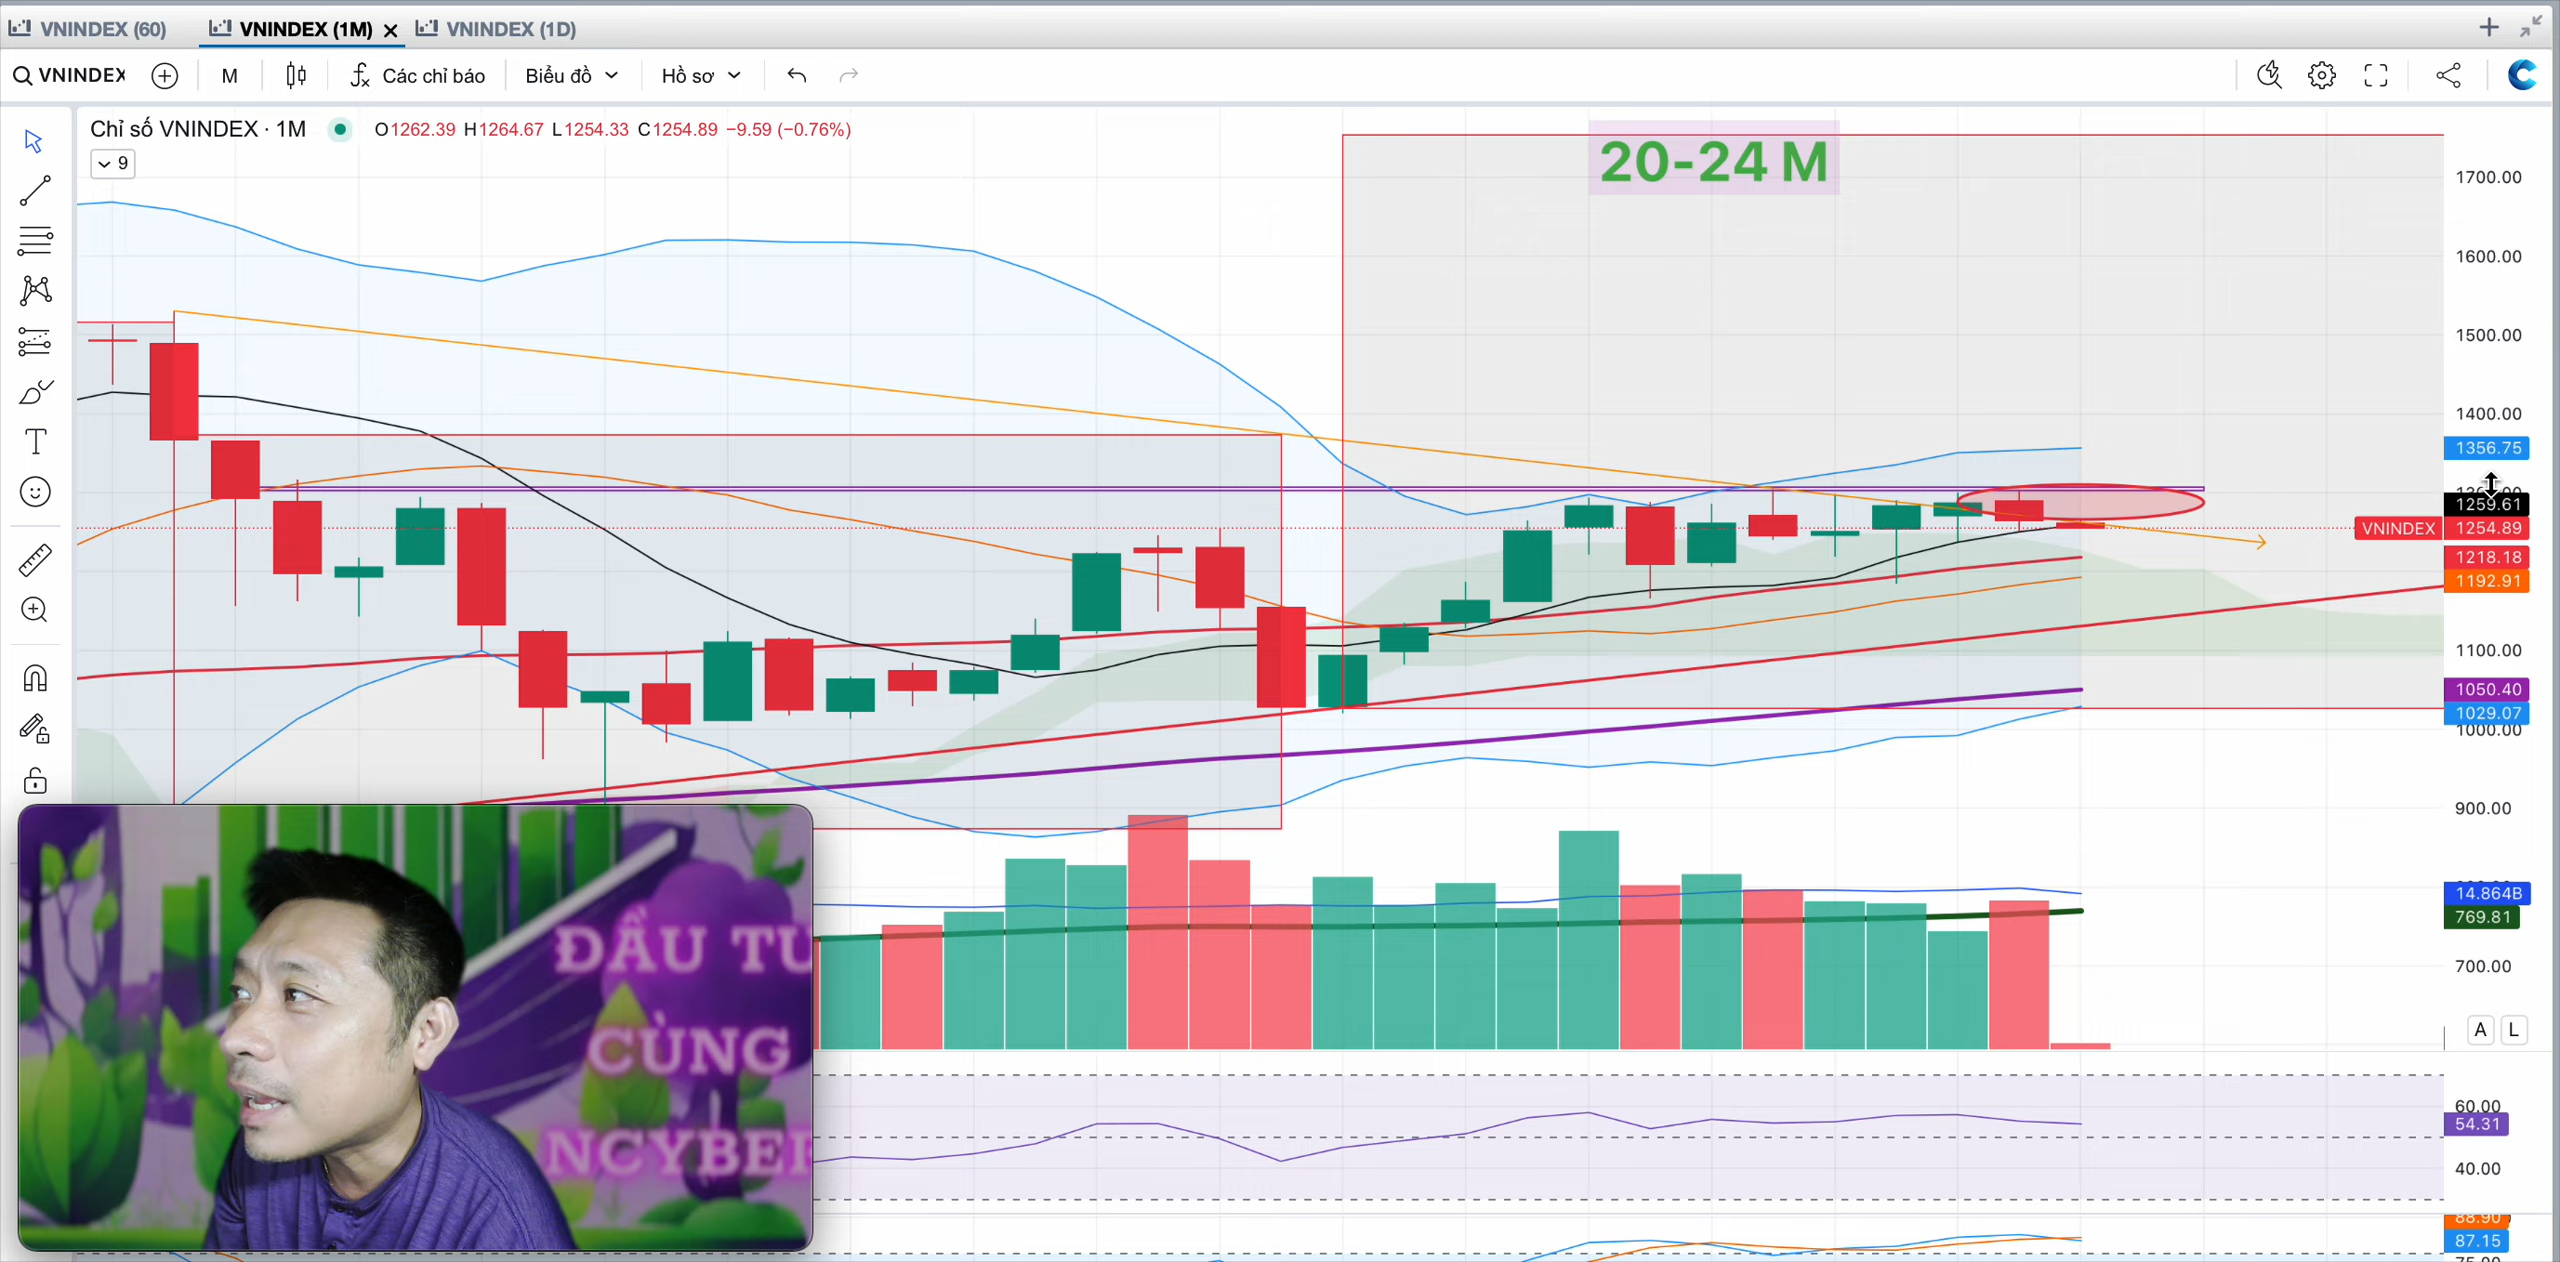 VNINDEX (60) VNINDEX (1M) VNINDEX (1D)
VNINDEX M Các chỉ báo Biểu đồ Hồ sơ
Chỉ số VNINDEX · 1M O1262.39 H1264.67 L1254.33 C1254.89 −9.59 (−0.76%)
9
20-24 M
1700.00
1600.00
1500.00
1400.00
1356.75
1259.61
VNINDEX 1254.89
1218.18
1192.91
1100.00
1050.40
1029.07
1000.00
900.00
14.864B
769.81
700.00
A L
60.00
54.31
40.00
88.90
87.15
ĐẦU TƯ
CÙNG
NCYBER